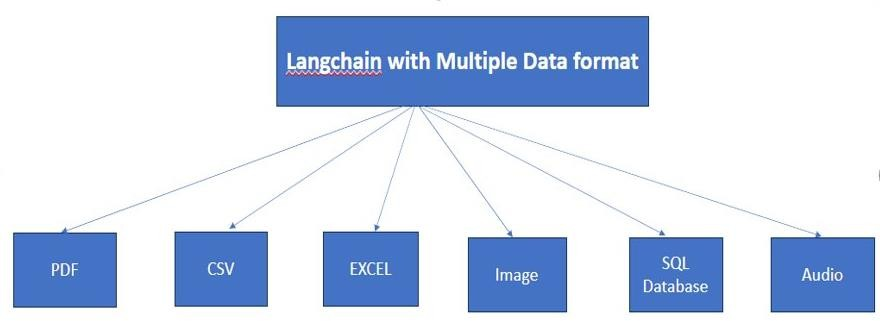 Langchain with Multiple Data format
PDF
CSV
EXCEL
Image
SQL
Database
Audio